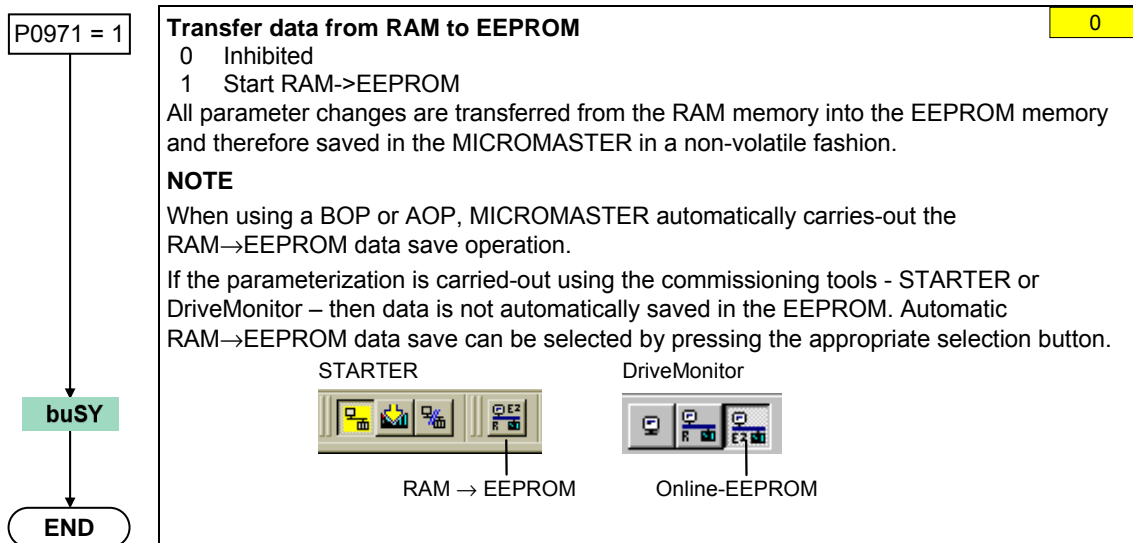 P0971 = 1
Transfer data from RAM to EEPROM
0
0 Inhibited
1 Start RAM->EEPROM
All parameter changes are transferred from the RAM memory into the EEPROM memory
and therefore saved in the MICROMASTER in a non-volatile fashion.
NOTE
When using a BOP or AOP, MICROMASTER automatically carries-out the
RAM→EEPROM data save operation.
If the parameterization is carried-out using the commissioning tools - STARTER or
DriveMonitor – then data is not automatically saved in the EEPROM. Automatic
RAM→EEPROM data save can be selected by pressing the appropriate selection button.
STARTER
DriveMonitor
E²
R
R
E2
RAM → EEPROM
Online-EEPROM
buSY
END